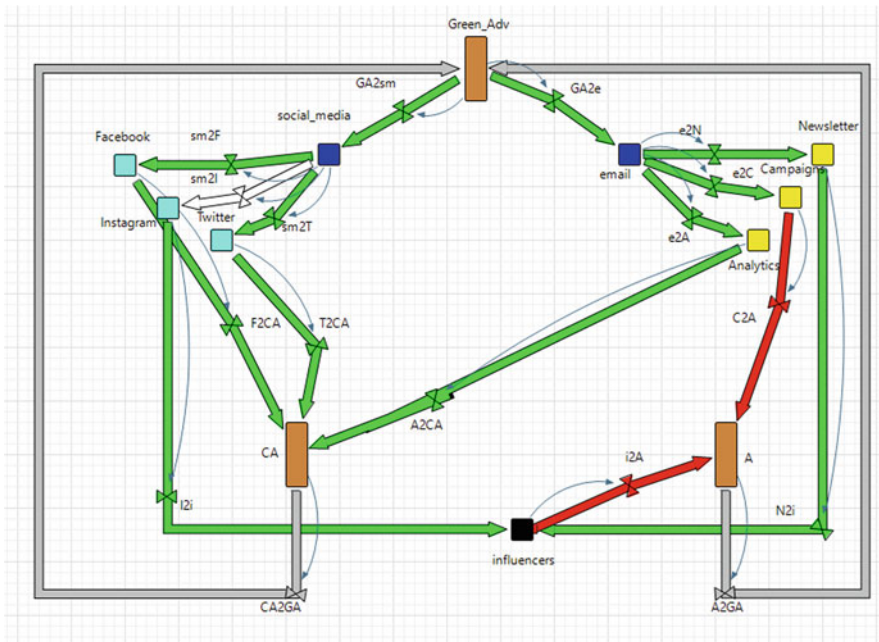 Green_Adv
GA2sm
GA2e
social_media
Facebook
sm2F
e2N
Newsletter
sm2I
email
e2C
Campaigns
Instagram
Twitter
sm2T
e2A
Analytics
F2CA
T2CA
C2A
A2CA
CA
i2A
A
I2i
N2i
influencers
CA2GA
A2GA